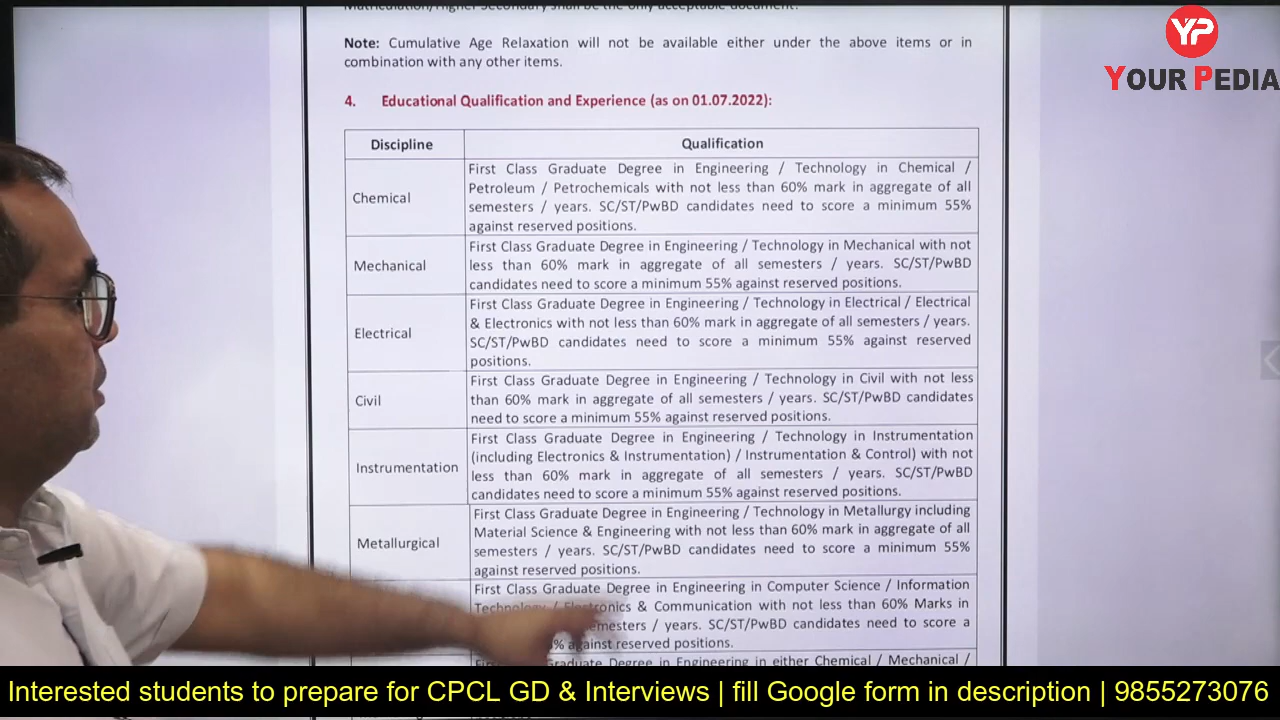 Matriculation/Higher Secondary shall be the only acceptable document.
YP
YOUR PEDIA
Note: Cumulative Age Relaxation will not be available either under the above items or in
combination with any other items.
4. Educational Qualification and Experience (as on 01.07.2022):
Discipline Qualification
Chemical
First Class Graduate Degree in Engineering / Technology in Chemical /
Petroleum / Petrochemicals with not less than 60% mark in aggregate of all
semesters / years. SC/ST/PwBD candidates need to score a minimum 55%
against reserved positions.
Mechanical
First Class Graduate Degree in Engineering / Technology in Mechanical with not
less than 60% mark in aggregate of all semesters / years. SC/ST/PwBD
candidates need to score a minimum 55% against reserved positions.
Electrical
First Class Graduate Degree in Engineering / Technology in Electrical / Electrical
& Electronics with not less than 60% mark in aggregate of all semesters / years.
SC/ST/PwBD candidates need to score a minimum 55% against reserved
positions.
Civil
First Class Graduate Degree in Engineering / Technology in Civil with not less
than 60% mark in aggregate of all semesters / years. SC/ST/PwBD candidates
need to score a minimum 55% against reserved positions.
Instrumentation
First Class Graduate Degree in Engineering / Technology in Instrumentation
(including Electronics & Instrumentation) / Instrumentation & Control) with not
less than 60% mark in aggregate of all semesters / years. SC/ST/PwBD
candidates need to score a minimum 55% against reserved positions.
Metallurgical
First Class Graduate Degree in Engineering / Technology in Metallurgy including
Material Science & Engineering with not less than 60% mark in aggregate of all
semesters / years. SC/ST/PwBD candidates need to score a minimum 55%
against reserved positions.
First Class Graduate Degree in Engineering in Computer Science / Information
Technology / Electronics & Communication with not less than 60% Marks in
semesters / years. SC/ST/PwBD candidates need to score a
% against reserved positions.
Graduate Degree in Engineering in either Chemical / Mechanical /
Interested students to prepare for CPCL GD & Interviews | fill Google form in description | 9855273076